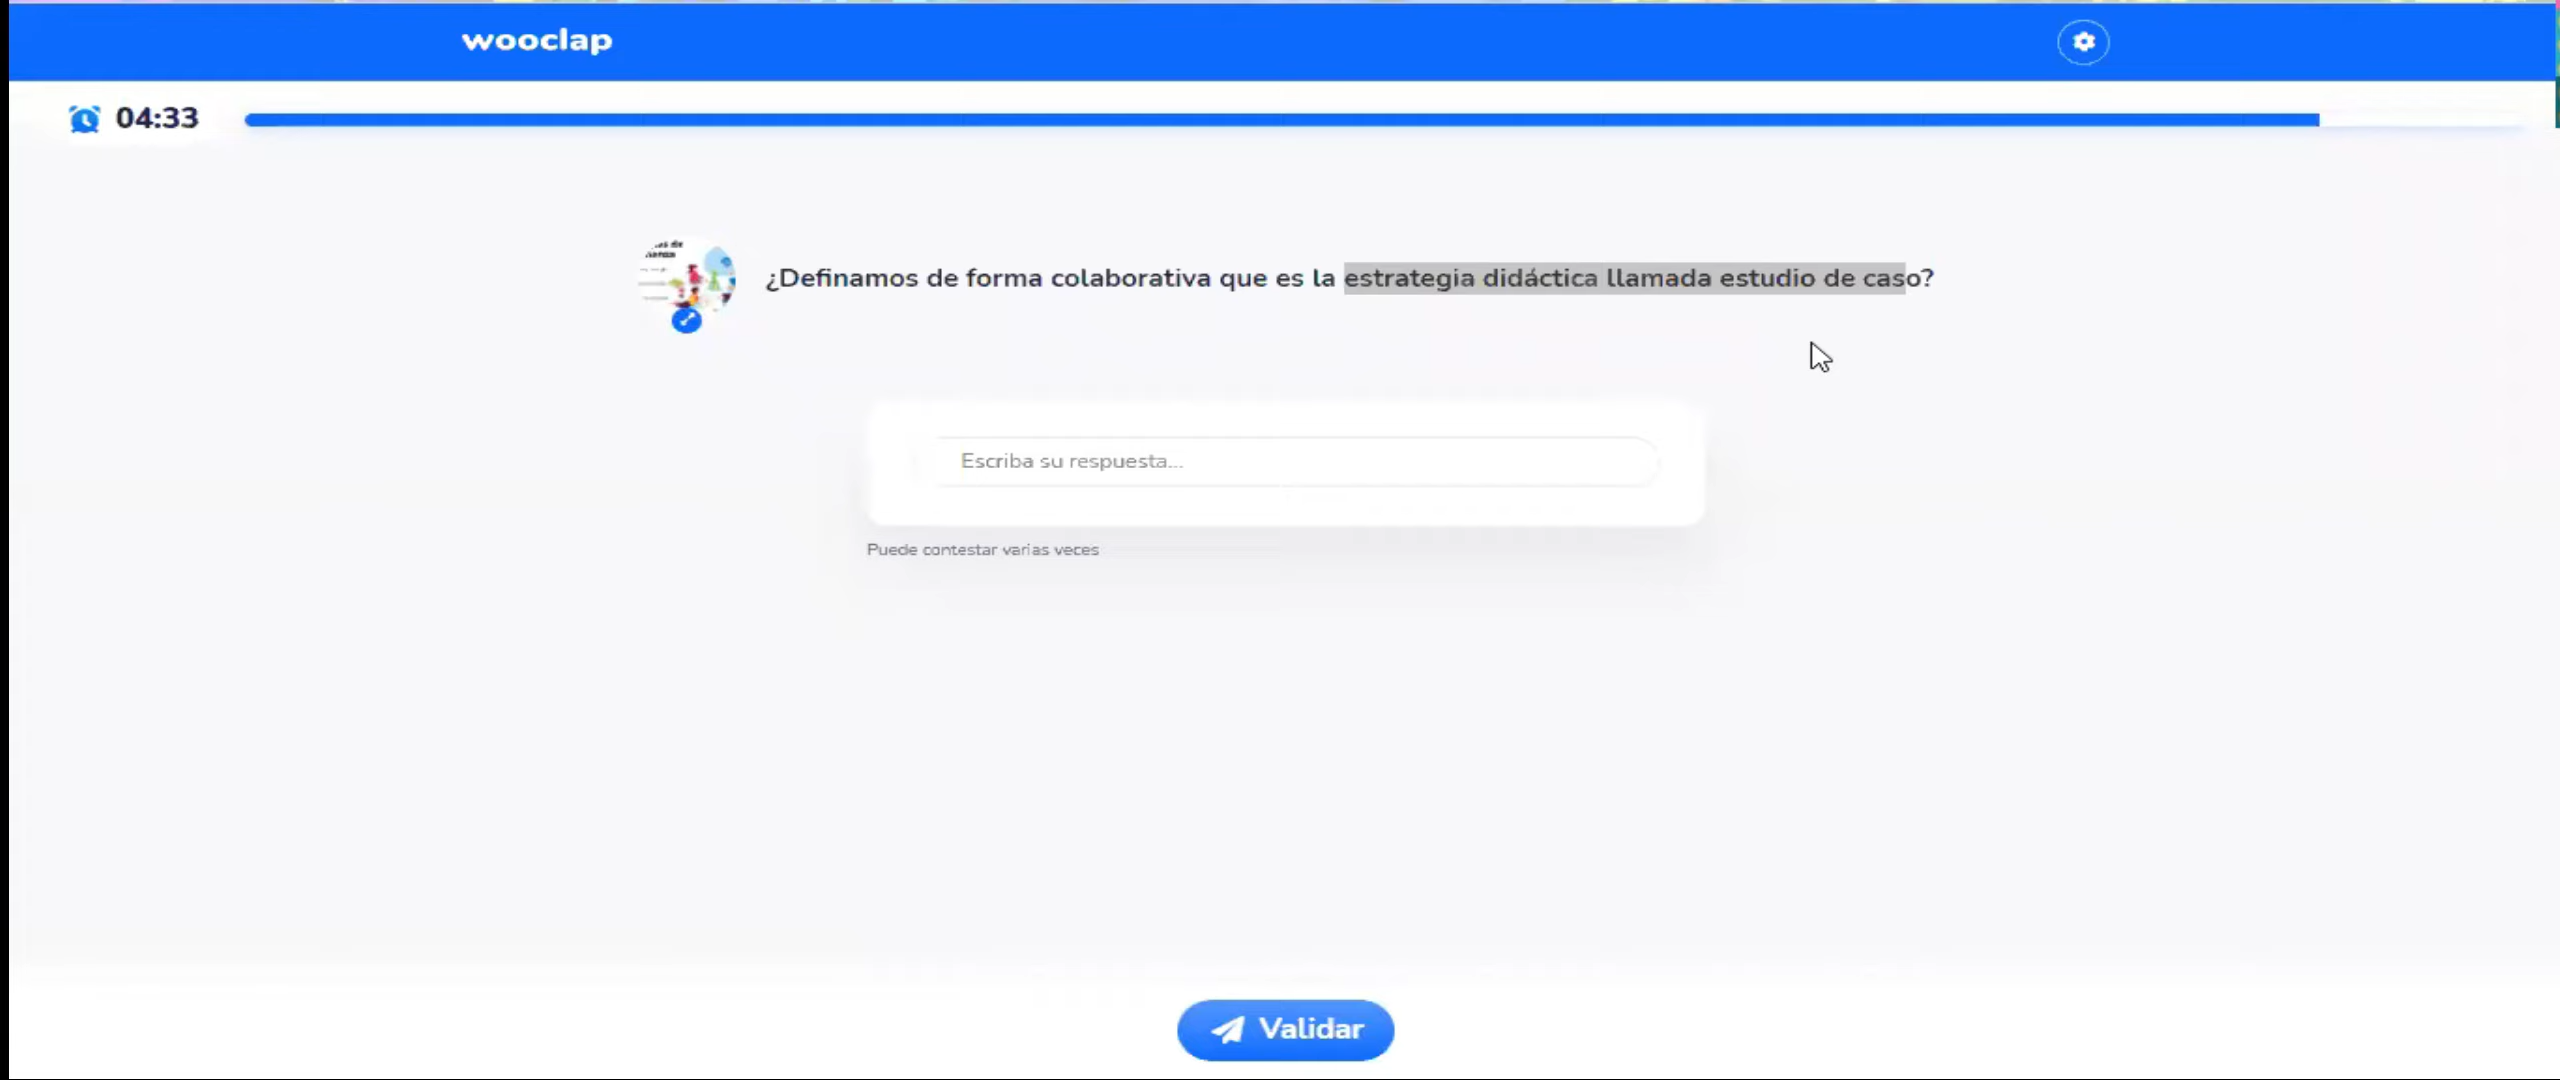 wooclap
04:33
¿Definamos de forma colaborativa que es la estrategia didáctica llamada estudio de caso?
Escriba su respuesta...
Puede contestar varias veces
Validar